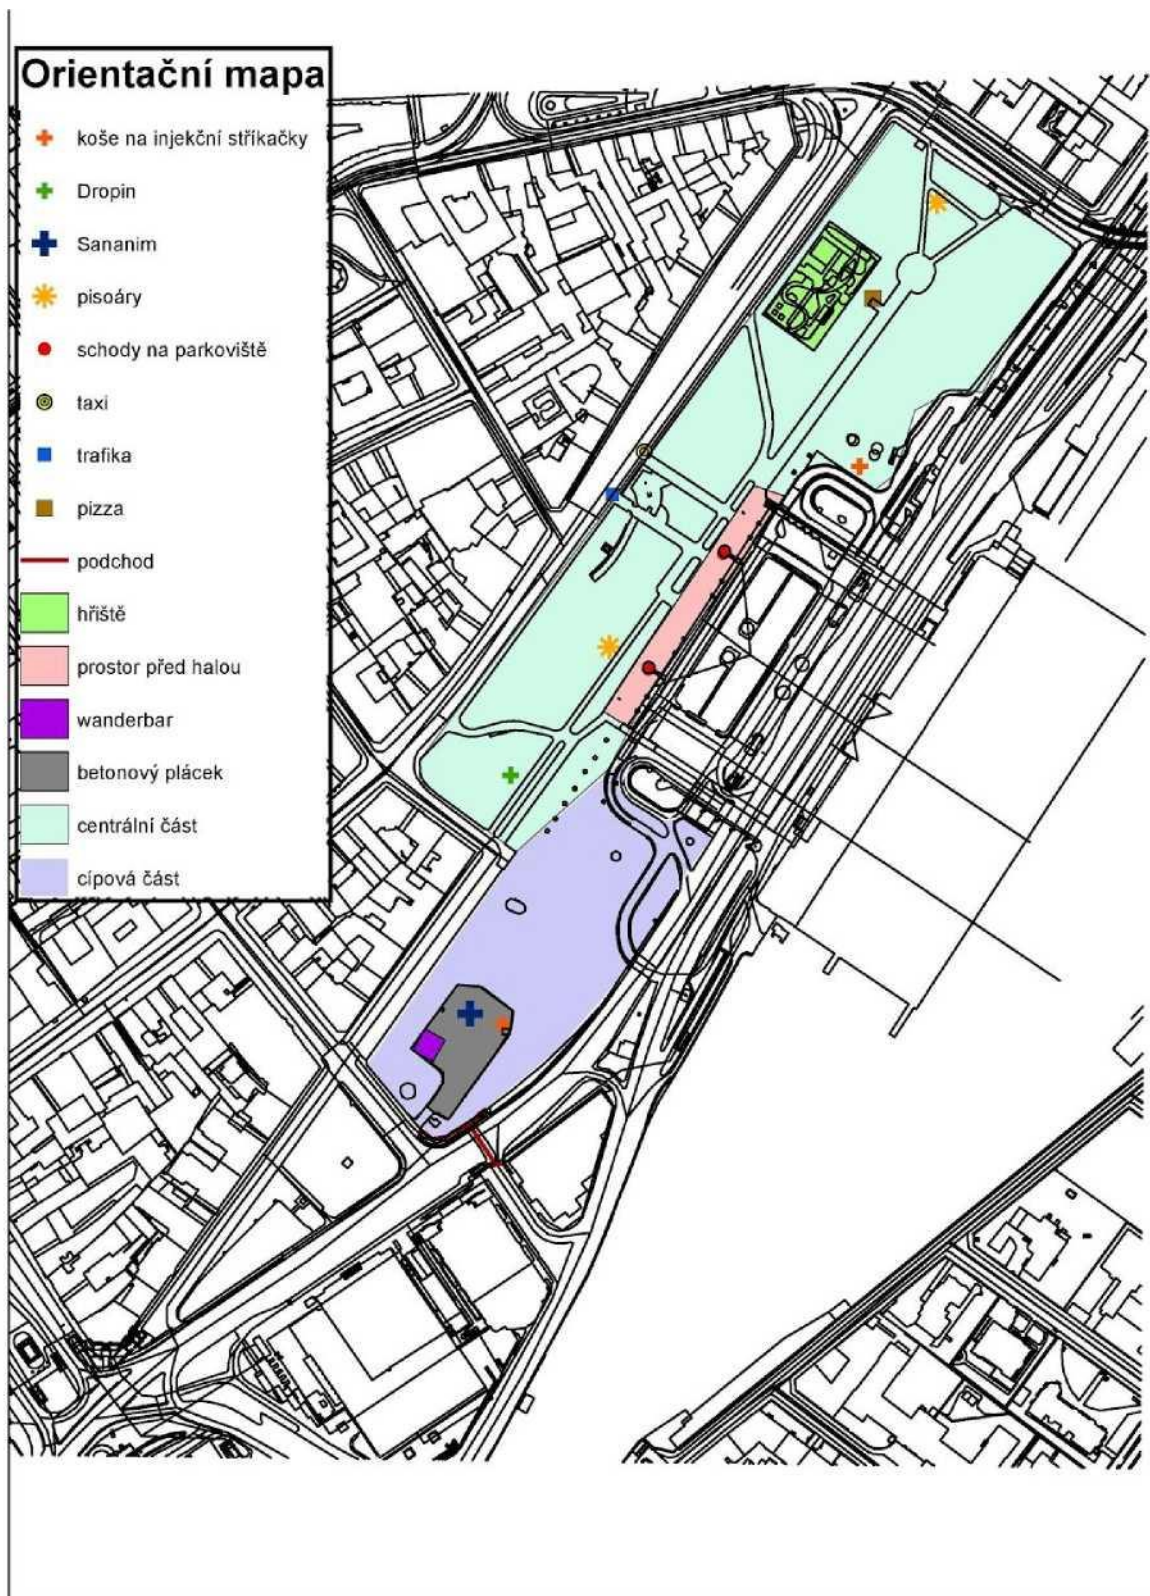 Orientační mapa
koše na injekční stříkačky
Dropin
Sananim
pisoáry
schody na parkoviště
taxi
trafika
pizza
podchod
hřiště
prostor před halou
wanderbar
betonový plácek
centrální část
cípová část